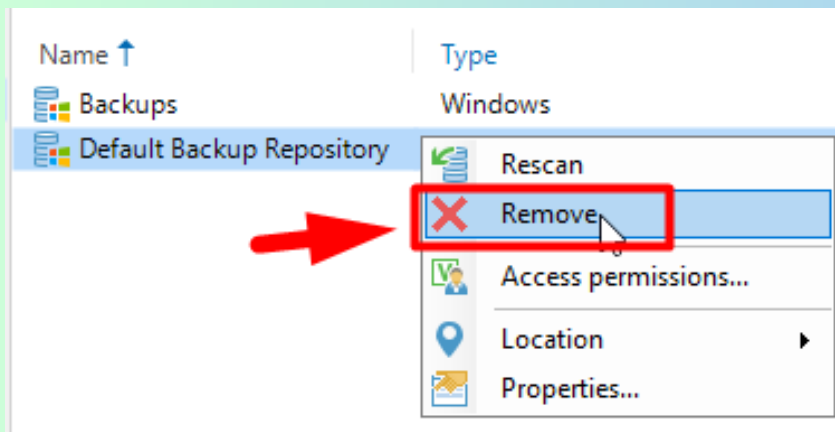 Name Type
Backups Windows
Default Backup Repository
Rescan
Remove
Access permissions...
Location
Properties...